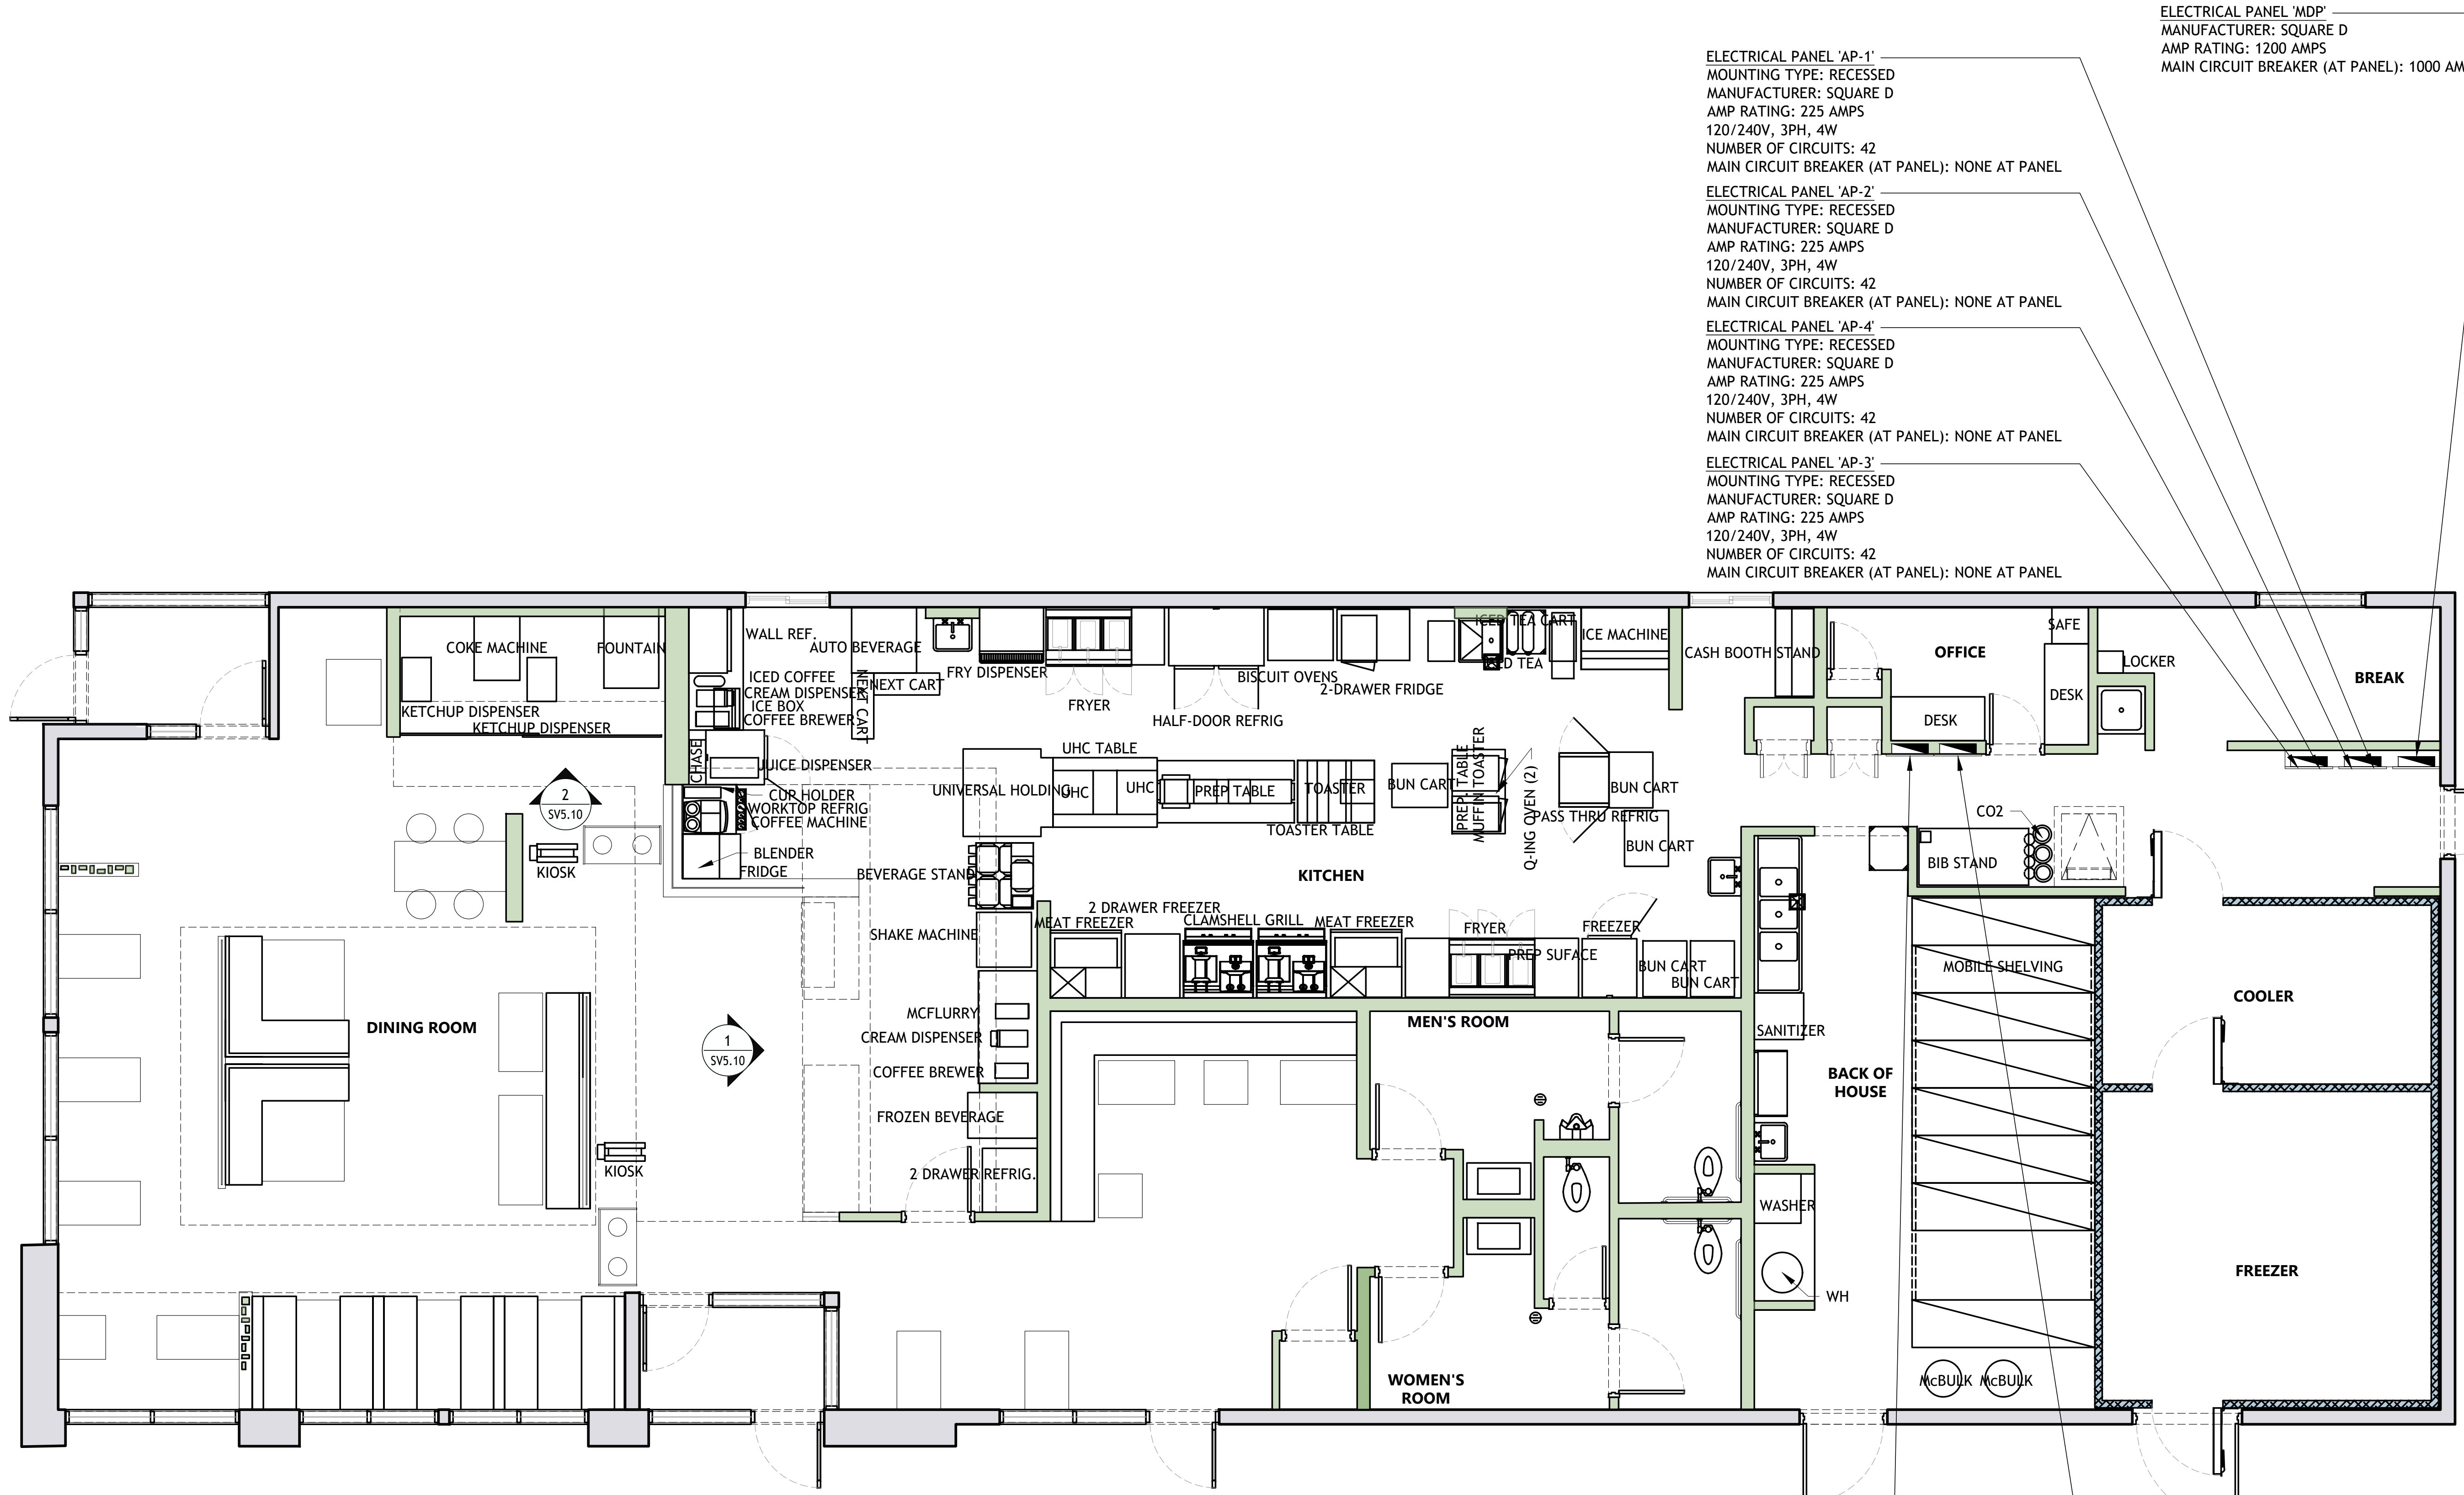 ELECTRICAL PANEL 'MDP'
MANUFACTURER: SQUARE D
AMP RATING: 1200 AMPS
MAIN CIRCUIT BREAKER (AT PANEL): 1000 AM
ELECTRICAL PANEL 'AP-1'
MOUNTING TYPE: RECESSED
MANUFACTURER: SQUARE D
AMP RATING: 225 AMPS
120/240V, 3PH, 4W
NUMBER OF CIRCUITS: 42
MAIN CIRCUIT BREAKER (AT PANEL): NONE AT PANEL
ELECTRICAL PANEL 'AP-2'
MOUNTING TYPE: RECESSED
MANUFACTURER: SQUARE D
AMP RATING: 225 AMPS
120/240V, 3PH, 4W
NUMBER OF CIRCUITS: 42
MAIN CIRCUIT BREAKER (AT PANEL): NONE AT PANEL
ELECTRICAL PANEL 'AP-4'
MOUNTING TYPE: RECESSED
MANUFACTURER: SQUARE D
AMP RATING: 225 AMPS
120/240V, 3PH, 4W
NUMBER OF CIRCUITS: 42
MAIN CIRCUIT BREAKER (AT PANEL): NONE AT PANEL
ELECTRICAL PANEL 'AP-3'
MOUNTING TYPE: RECESSED
MANUFACTURER: SQUARE D
AMP RATING: 225 AMPS
120/240V, 3PH, 4W
NUMBER OF CIRCUITS: 42
MAIN CIRCUIT BREAKER (AT PANEL): NONE AT PANEL
COKE MACHINE
FOUNTAIN
KETCHUP DISPENSER
KETCHUP DISPENSER
WALL REF.
AUTO BEVERAGE
ICED COFFEE
CREAM DISPENSER
ICE BOX
COFFEE BREWER
NEXT CART
NEXT CART
CHASE
JUICE DISPENSER
CUP HOLDER
WORKTOP REFRIG
COFFEE MACHINE
BLENDER
FRIDGE
FRY DISPENSER
FRYER
HALF-DOOR REFRIG
BISCUIT OVENS
2-DRAWER FRIDGE
ICED TEA CART
ICED TEA
ICE MACHINE
CASH BOOTH STAND
OFFICE
SAFE
DESK
DESK
LOCKER
BREAK
UHC TABLE
UNIVERSAL HOLDING
UHC
UHC
PREP TABLE
TOASTER
TOASTER TABLE
BUN CART
PREP. TABLE
MUFFIN TOASTER
Q-ING OVEN (2)
BUN CART
PASS THRU REFRIG
BUN CART
2
SV5.10
KIOSK
BEVERAGE STAND
KITCHEN
CO2
BIB STAND
2 DRAWER FREEZER
MEAT FREEZER
CLAMSHELL GRILL
MEAT FREEZER
FRYER
PREP SUFACE
FREEZER
BUN CART
BUN CART
SHAKE MACHINE
MOBILE SHELVING
COOLER
DINING ROOM
MCFLURRY
CREAM DISPENSER
COFFEE BREWER
1
SV5.10
MEN'S ROOM
SANITIZER
BACK OF
HOUSE
FROZEN BEVERAGE
KIOSK
2 DRAWER REFRIG.
WASHER
WH
FREEZER
WOMEN'S
ROOM
McBULK
McBULK